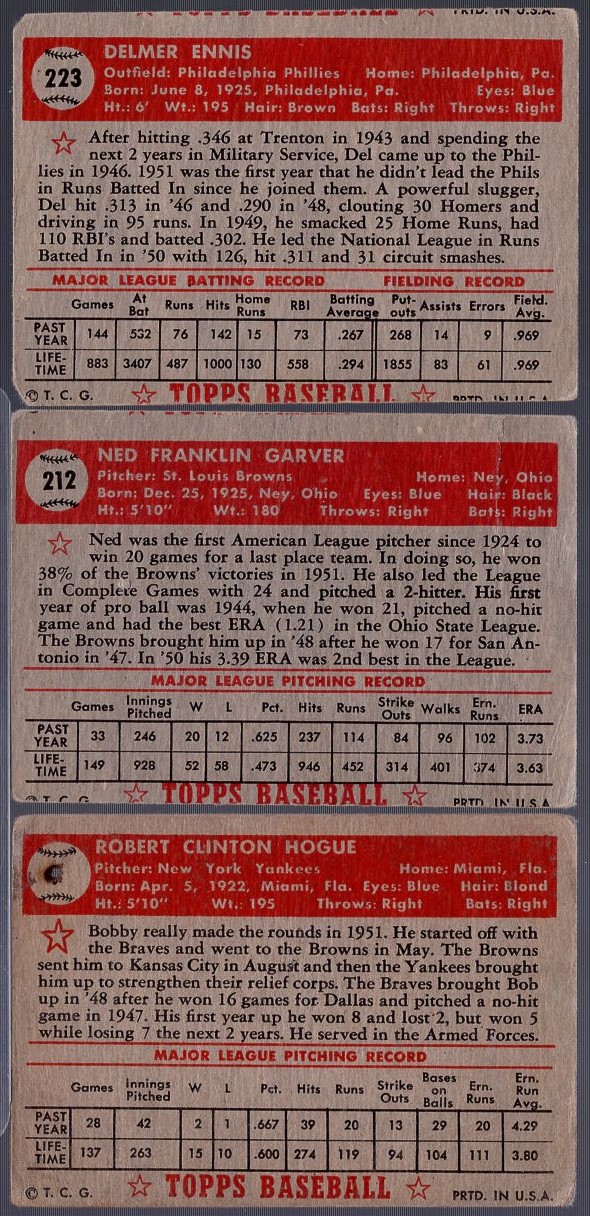 PRTD. IN U.S.A.
223
DELMER ENNIS
Outfield: Philadelphia Phillies Home: Philadelphia, Pa.
Born: June 8, 1925, Philadelphia, Pa. Eyes: Blue
Ht.: 6' Wt.: 195 Hair: Brown Bats: Right Throws: Right
After hitting .346 at Trenton in 1943 and spending the
next 2 years in Military Service, Del came up to the Phil-
lies in 1946. 1951 was the first year that he didn't lead the Phils
in Runs Batted In since he joined them. A powerful slugger,
Del hit .313 in '46 and .290 in '48, clouting 30 Homers and
driving in 95 runs. In 1949, he smacked 25 Home Runs, had
110 RBI's and batted .302. He led the National League in Runs
Batted In in '50 with 126, hit .311 and 31 circuit smashes.
MAJOR LEAGUE BATTING RECORD FIELDING RECORD
Games At Bat Runs Hits Home Runs RBI Batting Average Put-outs Assists Errors Field. Avg.
PAST YEAR 144 532 76 142 15 73 .267 268 14 9 .969
LIFE-TIME 883 3407 487 1000 130 558 .294 1855 83 61 .969
© T. C. G. TOPPS BASEBALL PRTD. IN U.S.A.
212
NED FRANKLIN GARVER
Pitcher: St. Louis Browns Home: Ney, Ohio
Born: Dec. 25, 1925, Ney, Ohio Eyes: Blue Hair: Black
Ht.: 5'10" Wt.: 180 Throws: Right Bats: Right
Ned was the first American League pitcher since 1924 to
win 20 games for a last place team. In doing so, he won
38% of the Browns' victories in 1951. He also led the League
in Complete Games with 24 and pitched a 2-hitter. His first
year of pro ball was 1944, when he won 21, pitched a no-hit
game and had the best ERA (1.21) in the Ohio State League.
The Browns brought him up in '48 after he won 17 for San An-
tonio in '47. In '50 his 3.39 ERA was 2nd best in the League.
MAJOR LEAGUE PITCHING RECORD
Games Innings Pitched W L Pct. Hits Runs Strike Outs Walks Ern. Runs ERA
PAST YEAR 33 246 20 12 .625 237 114 84 96 102 3.73
LIFE-TIME 149 928 52 58 .473 946 452 314 401 374 3.63
© T. C. G. TOPPS BASEBALL PRTD. IN U.S.A.
ROBERT CLINTON HOGUE
Pitcher: New York Yankees Home: Miami, Fla.
Born: Apr. 5, 1922, Miami, Fla. Eyes: Blue Hair: Blond
Ht.: 5'10" Wt.: 195 Throws: Right Bats: Right
Bobby really made the rounds in 1951. He started off with
the Braves and went to the Browns in May. The Browns
sent him to Kansas City in August and then the Yankees brought
him up to strengthen their relief corps. The Braves brought Bob
up in '48 after he won 16 games for Dallas and pitched a no-hit
game in 1947. His first year up he won 8 and lost 2, but won 5
while losing 7 the next 2 years. He served in the Armed Forces.
MAJOR LEAGUE PITCHING RECORD
Games Innings Pitched W L Pct. Hits Runs Strike Outs Bases on Balls Ern. Runs Ern. Run Avg.
PAST YEAR 28 42 2 1 .667 39 20 13 29 20 4.29
LIFE-TIME 137 263 15 10 .600 274 119 94 104 111 3.80
© T. C. G. TOPPS BASEBALL PRTD. IN U.S.A.